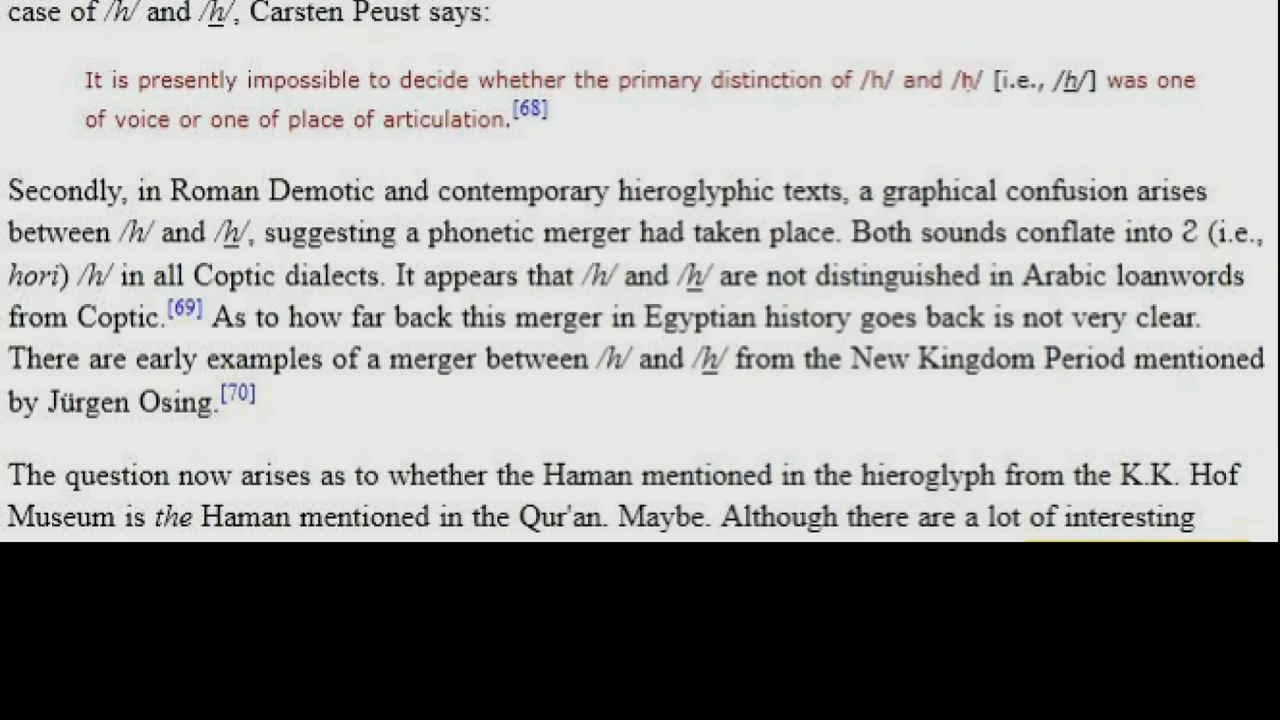 case of /h/ and /ẖ/, Carsten Peust says:
It is presently impossible to decide whether the primary distinction of /h/ and /ḥ/ [i.e., /ẖ/] was one
of voice or one of place of articulation.[68]
Secondly, in Roman Demotic and contemporary hieroglyphic texts, a graphical confusion arises
between /h/ and /ẖ/, suggesting a phonetic merger had taken place. Both sounds conflate into ϩ (i.e.,
hori) /h/ in all Coptic dialects. It appears that /h/ and /ẖ/ are not distinguished in Arabic loanwords
from Coptic.[69] As to how far back this merger in Egyptian history goes back is not very clear.
There are early examples of a merger between /h/ and /ẖ/ from the New Kingdom Period mentioned
by Jürgen Osing.[70]
The question now arises as to whether the Haman mentioned in the hieroglyph from the K.K. Hof
Museum is the Haman mentioned in the Qur'an. Maybe. Although there are a lot of interesting